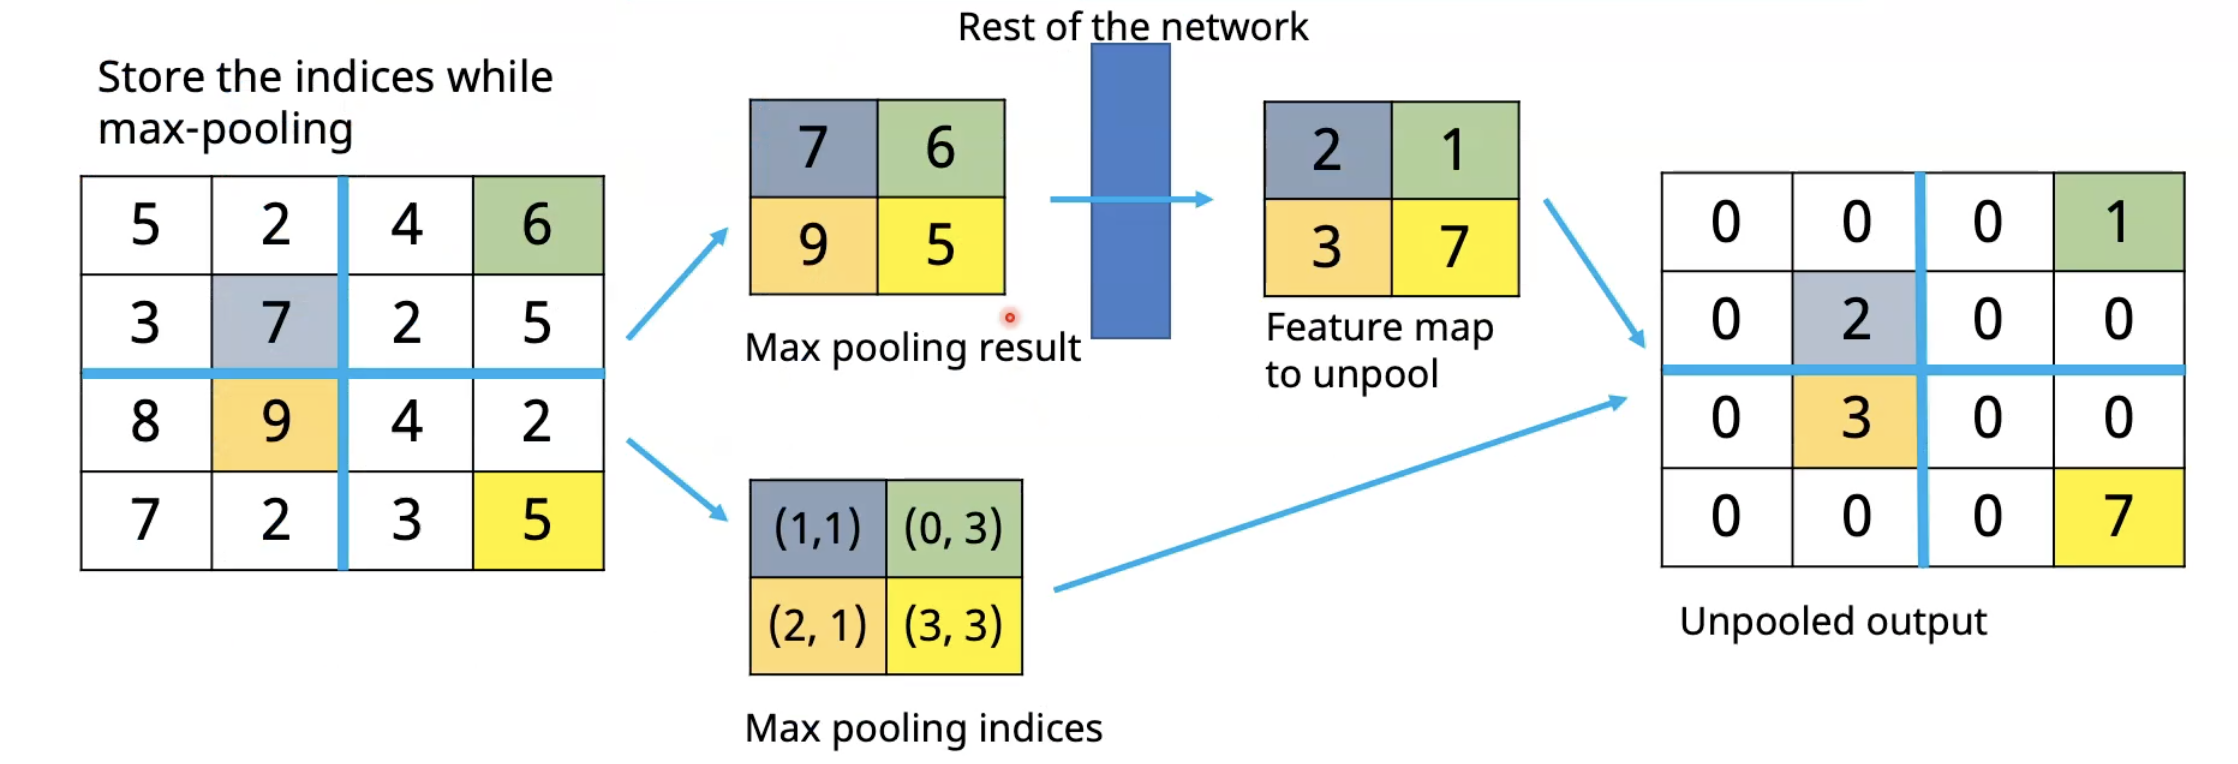 Rest of the network
Store the indices while
max-pooling
5 2 4 6
3 7 2 5
8 9 4 2
7 2 3 5
7 6
9 5
Max pooling result
(1,1) (0, 3)
(2, 1) (3, 3)
Max pooling indices
2 1
3 7
Feature map
to unpool
0 0 0 1
0 2 0 0
0 3 0 0
0 0 0 7
Unpooled output